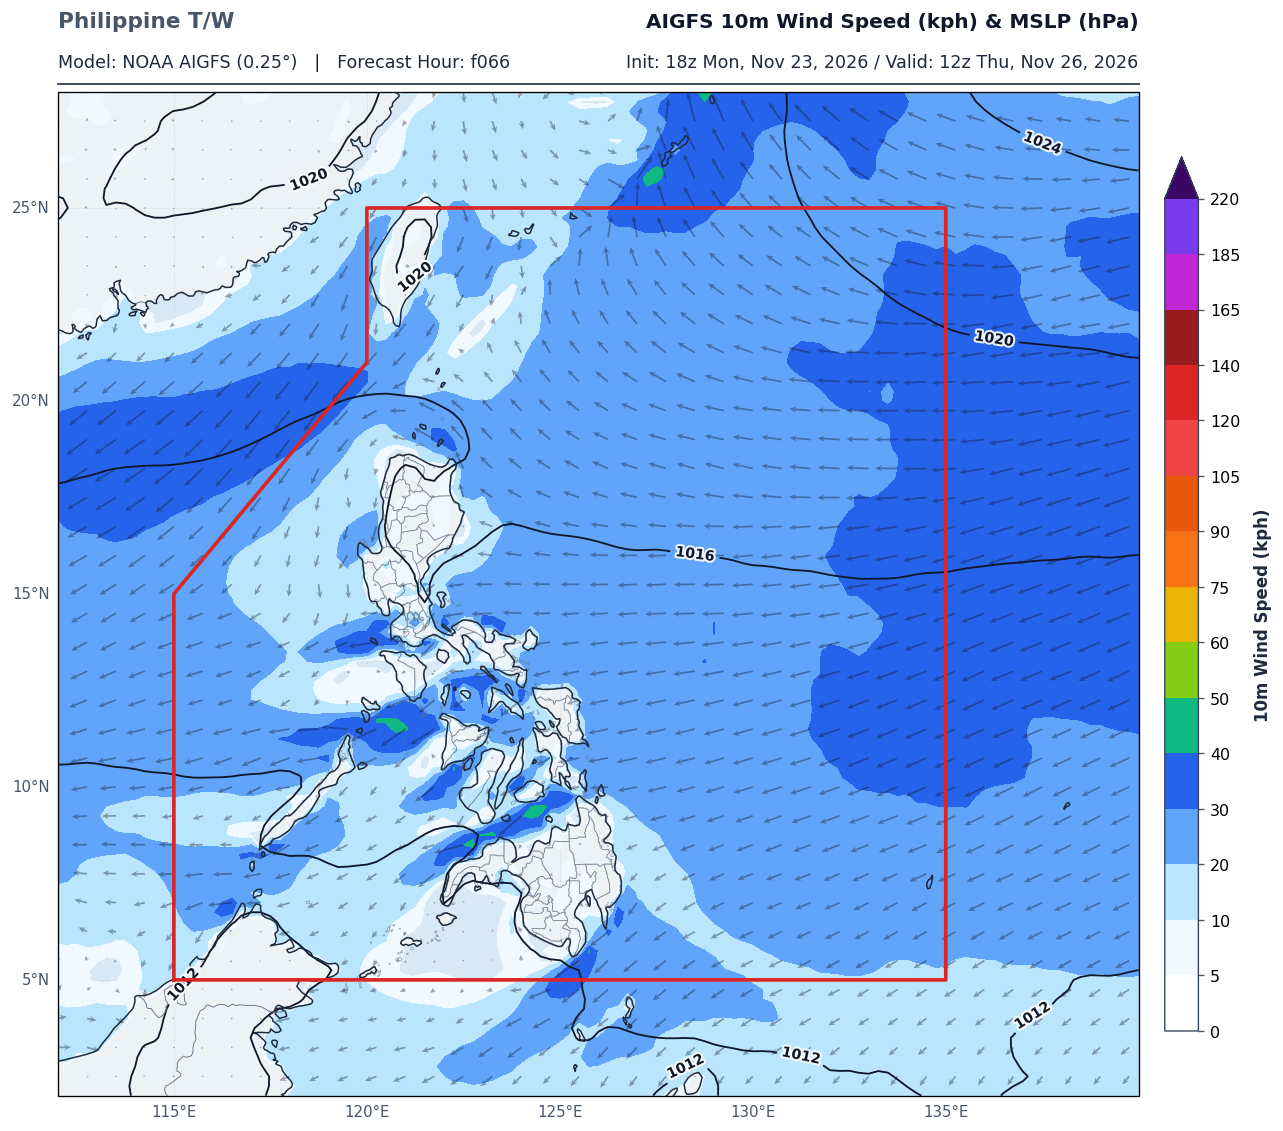 Philippine T/W
AIGFS 10m Wind Speed (kph) & MSLP (hPa)
Model: NOAA AIGFS (0.25°)   |   Forecast Hour: f066
Init: 18z Mon, Nov 23, 2026 / Valid: 12z Thu, Nov 26, 2026
1024
1020
1020
1020
1016
1012
1012
1012
1012
25°N
20°N
15°N
10°N
5°N
115°E
120°E
125°E
130°E
135°E
220
185
165
140
120
105
90
75
60
50
40
30
20
10
5
0
10m Wind Speed (kph)